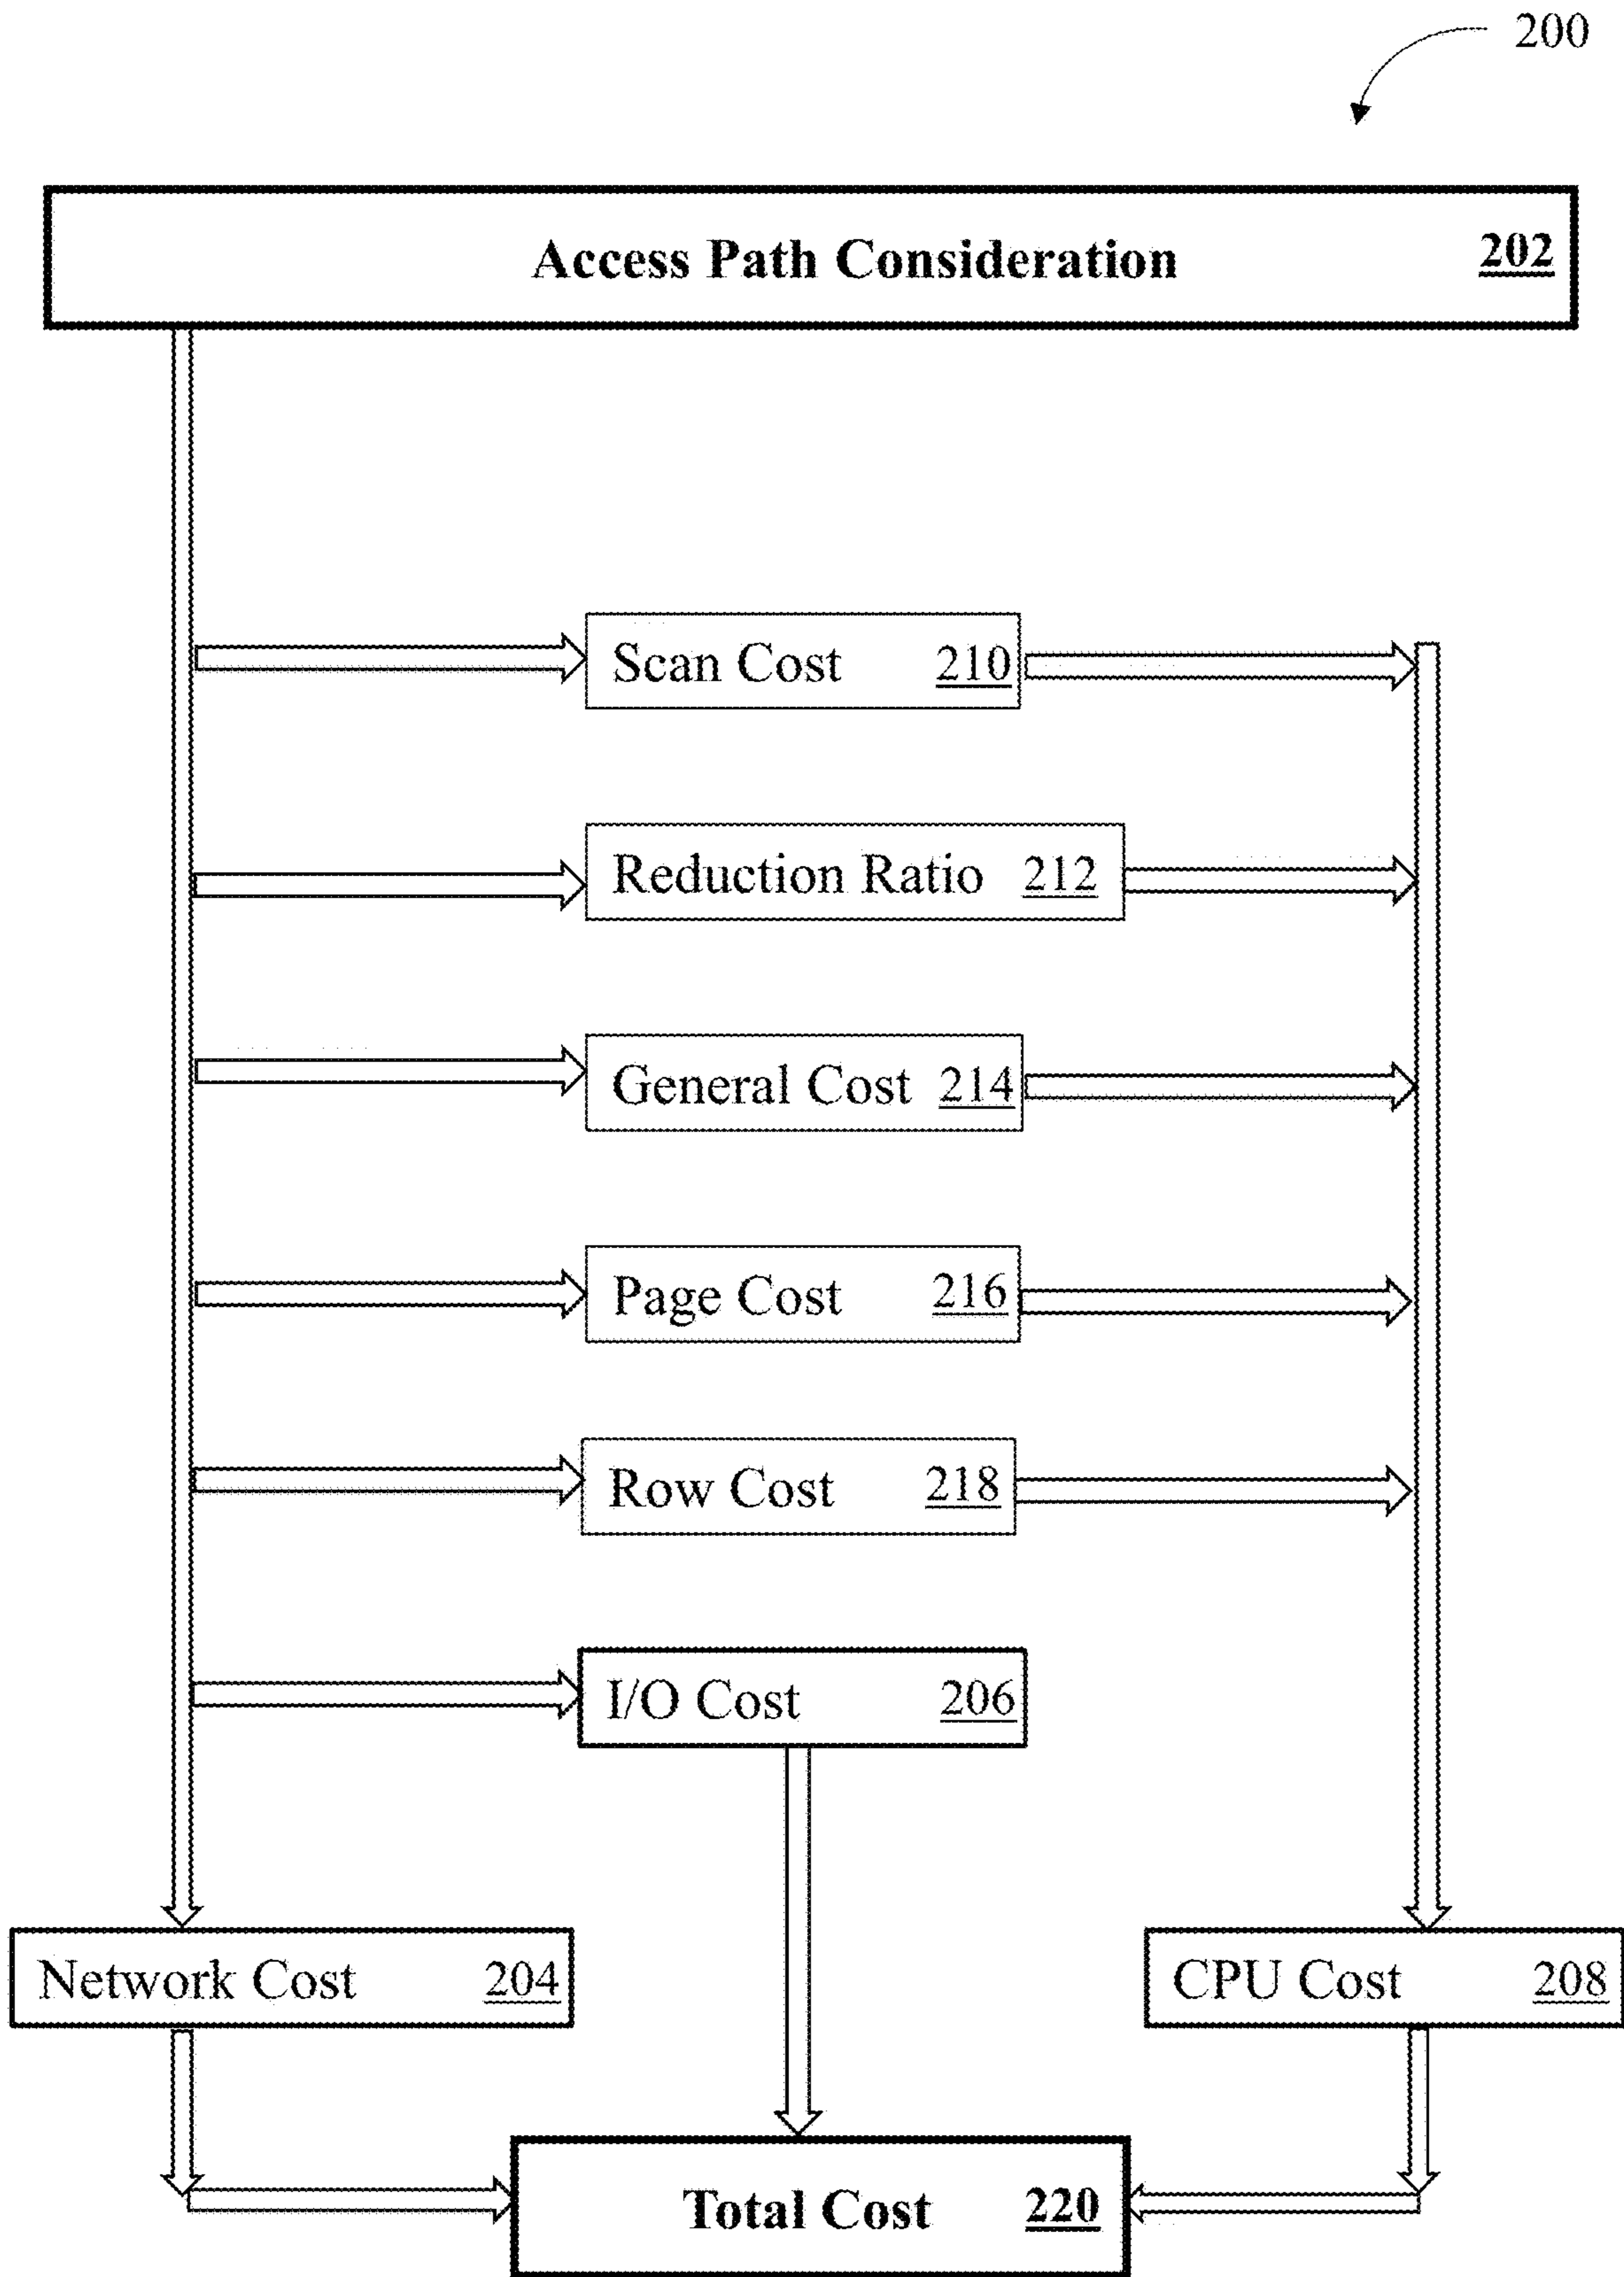 200
Access Path Consideration 202
Scan Cost 210
Reduction Ratio 212
General Cost 214
Page Cost 216
Row Cost 218
I/O Cost 206
Network Cost 204
CPU Cost 208
Total Cost 220